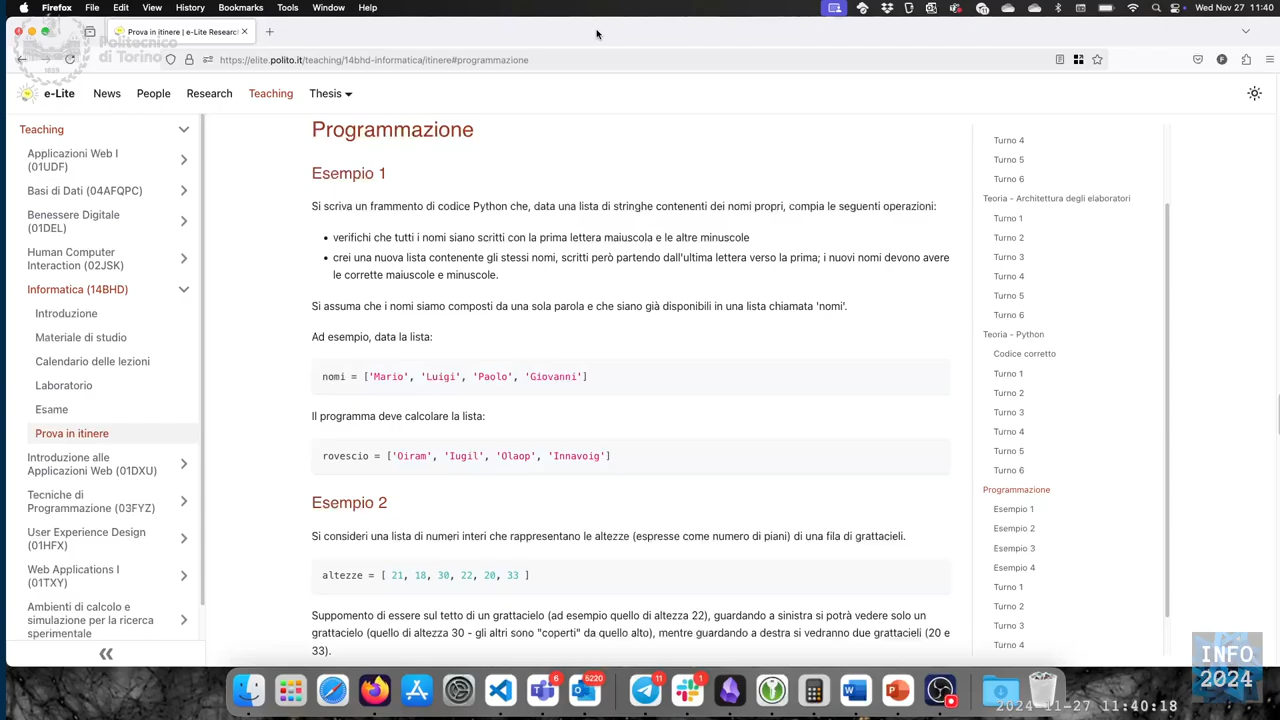 Firefox File Edit View History Bookmarks Tools Window Help
Wed Nov 27 11:40
Prova in itinere | e-Lite Researc
Politecnico
di Torino
1859
https://elite.polito.it/teaching/14bhd-informatica/itinere#programmazione
e-Lite News People Research Teaching Thesis
Teaching
Applicazioni Web I
(01UDF)
Basi di Dati (04AFQPC)
Benessere Digitale
(01DEL)
Human Computer
Interaction (02JSK)
Informatica (14BHD)
Introduzione
Materiale di studio
Calendario delle lezioni
Laboratorio
Esame
Prova in itinere
Introduzione alle
Applicazioni Web (01DXU)
Tecniche di
Programmazione (03FYZ)
User Experience Design
(01HFX)
Web Applications I
(01TXY)
Ambienti di calcolo e
simulazione per la ricerca
sperimentale
Programmazione
Esempio 1
Si scriva un frammento di codice Python che, data una lista di stringhe contenenti dei nomi propri, compia le seguenti operazioni:
• verifichi che tutti i nomi siano scritti con la prima lettera maiuscola e le altre minuscole
• crei una nuova lista contenente gli stessi nomi, scritti però partendo dall'ultima lettera verso la prima; i nuovi nomi devono avere
le corrette maiuscole e minuscole.
Si assuma che i nomi siamo composti da una sola parola e che siano già disponibili in una lista chiamata 'nomi'.
Ad esempio, data la lista:
nomi = ['Mario', 'Luigi', 'Paolo', 'Giovanni']
Il programma deve calcolare la lista:
rovescio = ['Oiram', 'Iugil', 'Olaop', 'Innavoig']
Esempio 2
Si consideri una lista di numeri interi che rappresentano le altezze (espresse come numero di piani) di una fila di grattacieli.
altezze = [ 21, 18, 30, 22, 20, 33 ]
Suppomento di essere sul tetto di un grattacielo (ad esempio quello di altezza 22), guardando a sinistra si potrà vedere solo un
grattacielo (quello di altezza 30 - gli altri sono "coperti" da quello alto), mentre guardando a destra si vedranno due grattacieli (20 e
33).
Turno 4
Turno 5
Turno 6
Teoria - Architettura degli elaboratori
Turno 1
Turno 2
Turno 3
Turno 4
Turno 5
Turno 6
Teoria - Python
Codice corretto
Turno 1
Turno 2
Turno 3
Turno 4
Turno 5
Turno 6
Programmazione
Esempio 1
Esempio 2
Esempio 3
Esempio 4
Turno 1
Turno 2
Turno 3
Turno 4
6
5220
11
1
INFO
2024
2024-11-27 11:40:18